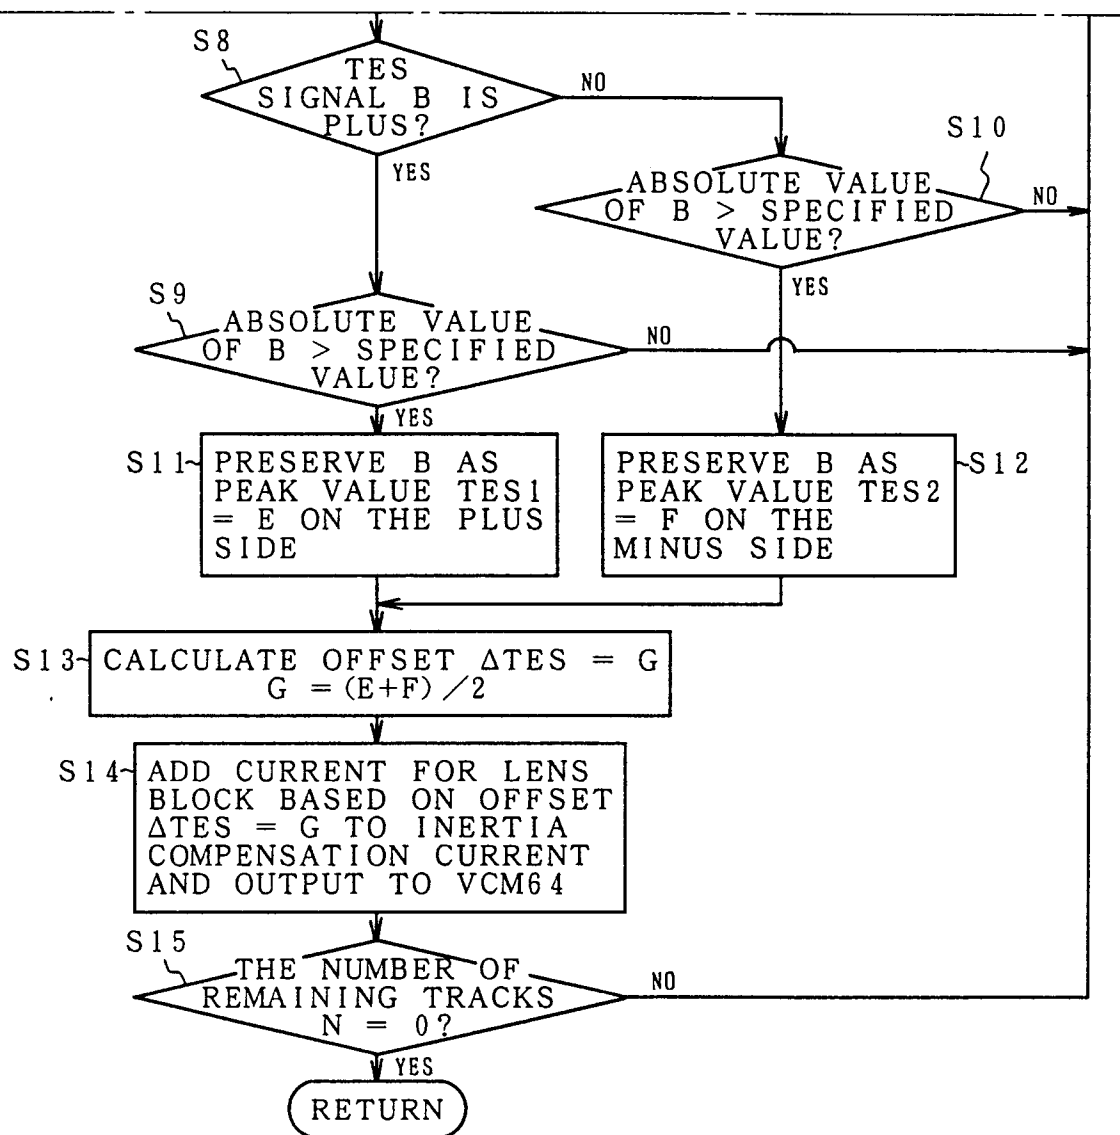 S8
TES
SIGNAL B IS
PLUS?
NO
YES
S10
ABSOLUTE VALUE
OF B > SPECIFIED
VALUE?
NO
YES
S9
ABSOLUTE VALUE
OF B > SPECIFIED
VALUE?
NO
YES
S11
PRESERVE B AS
PEAK VALUE TES1
= E ON THE PLUS
SIDE
PRESERVE B AS
PEAK VALUE TES2
= F ON THE
MINUS SIDE
S12
S13
CALCULATE OFFSET ΔTES = G
G = (E+F)/2
S14
ADD CURRENT FOR LENS
BLOCK BASED ON OFFSET
ΔTES = G TO INERTIA
COMPENSATION CURRENT
AND OUTPUT TO VCM64
S15
THE NUMBER OF
REMAINING TRACKS
N = 0?
NO
YES
RETURN